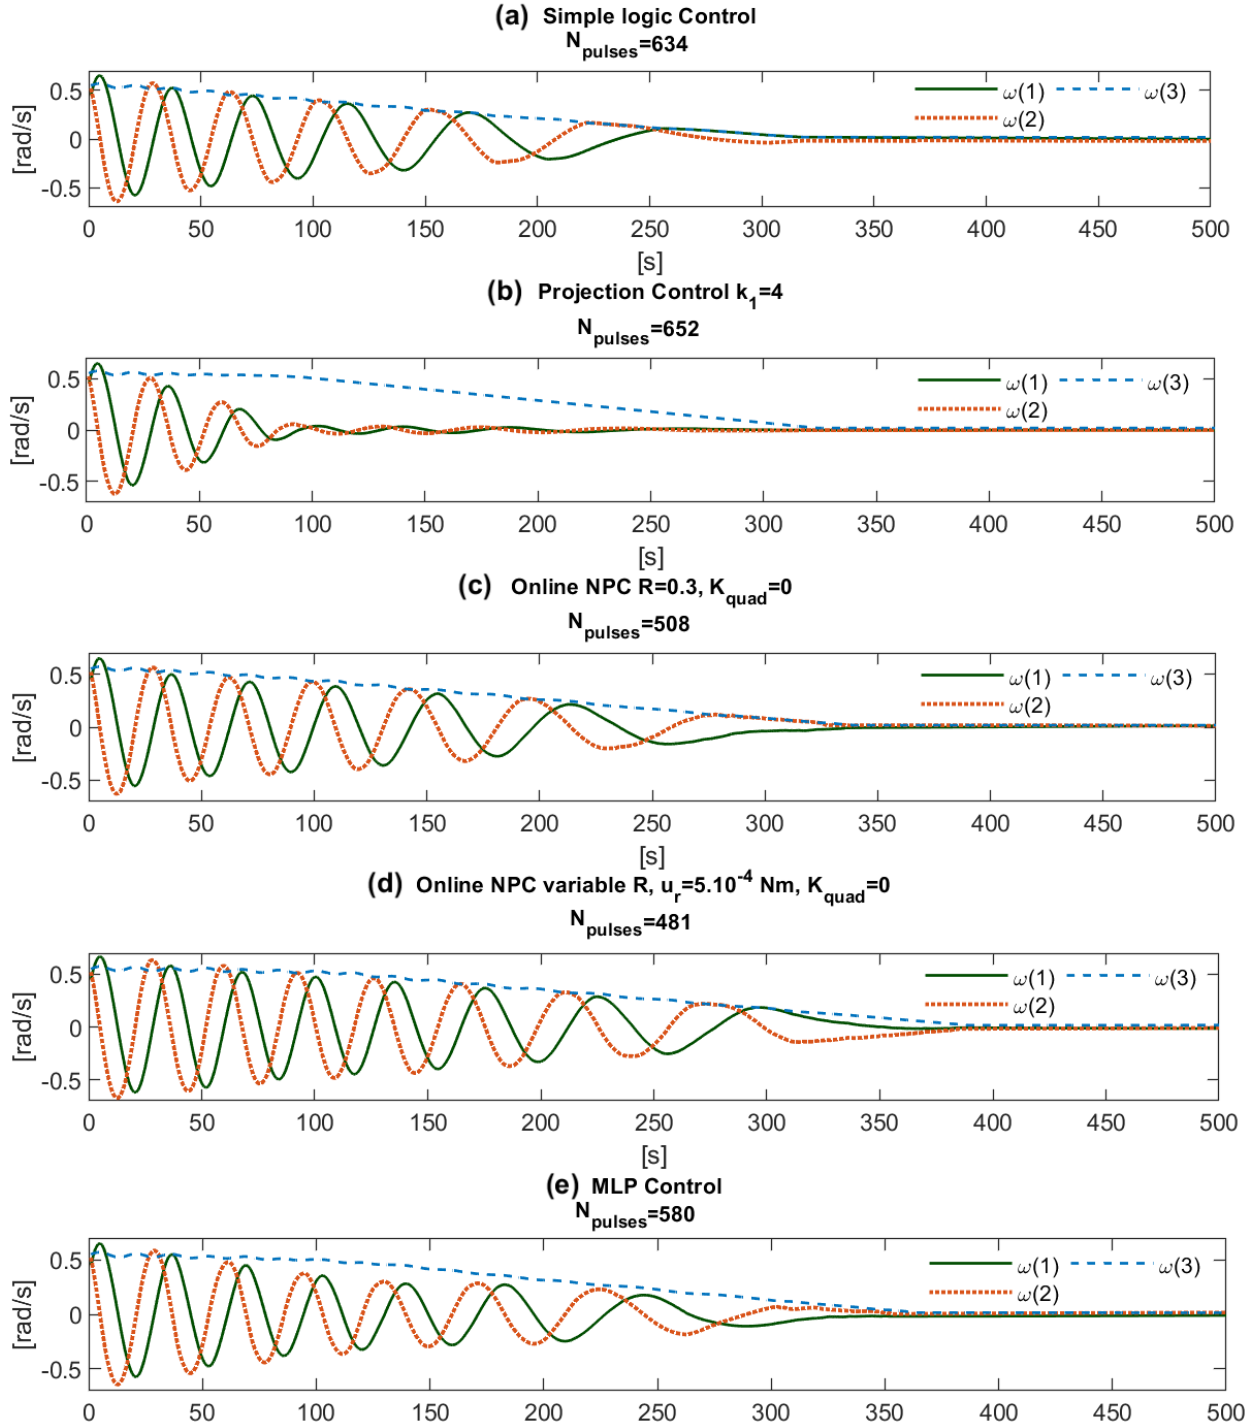 (a) Simple logic Control
N_pulses=634
0.5
0
-0.5
[rad/s]
ω(1)
ω(2)
ω(3)
0 50 100 150 200 250 300 350 400 450 500
[s]
(b) Projection Control k_1=4
N_pulses=652
0.5
0
-0.5
[rad/s]
ω(1)
ω(2)
ω(3)
0 50 100 150 200 250 300 350 400 450 500
[s]
(c) Online NPC R=0.3, K_quad=0
N_pulses=508
0.5
0
-0.5
[rad/s]
ω(1)
ω(2)
ω(3)
0 50 100 150 200 250 300 350 400 450 500
[s]
(d) Online NPC variable R, u_r=5.10^-4 Nm, K_quad=0
N_pulses=481
0.5
0
-0.5
[rad/s]
ω(1)
ω(2)
ω(3)
0 50 100 150 200 250 300 350 400 450 500
[s]
(e) MLP Control
N_pulses=580
0.5
0
-0.5
[rad/s]
ω(1)
ω(2)
ω(3)
0 50 100 150 200 250 300 350 400 450 500